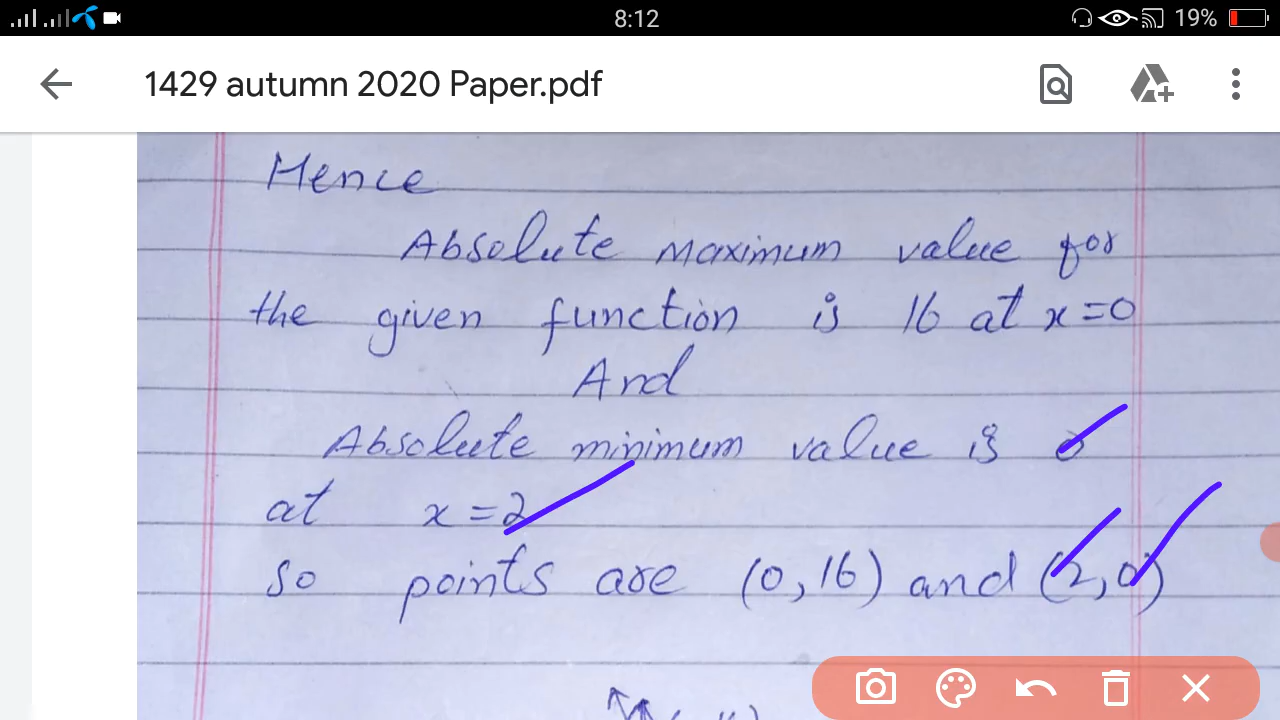 8:12
19%
1429 autumn 2020 Paper.pdf
Hence
Absolute maximum value for
the given function is 16 at x=0
And
Absolute minimum value is 0
at x=2
so points are (0,16) and (2,0)